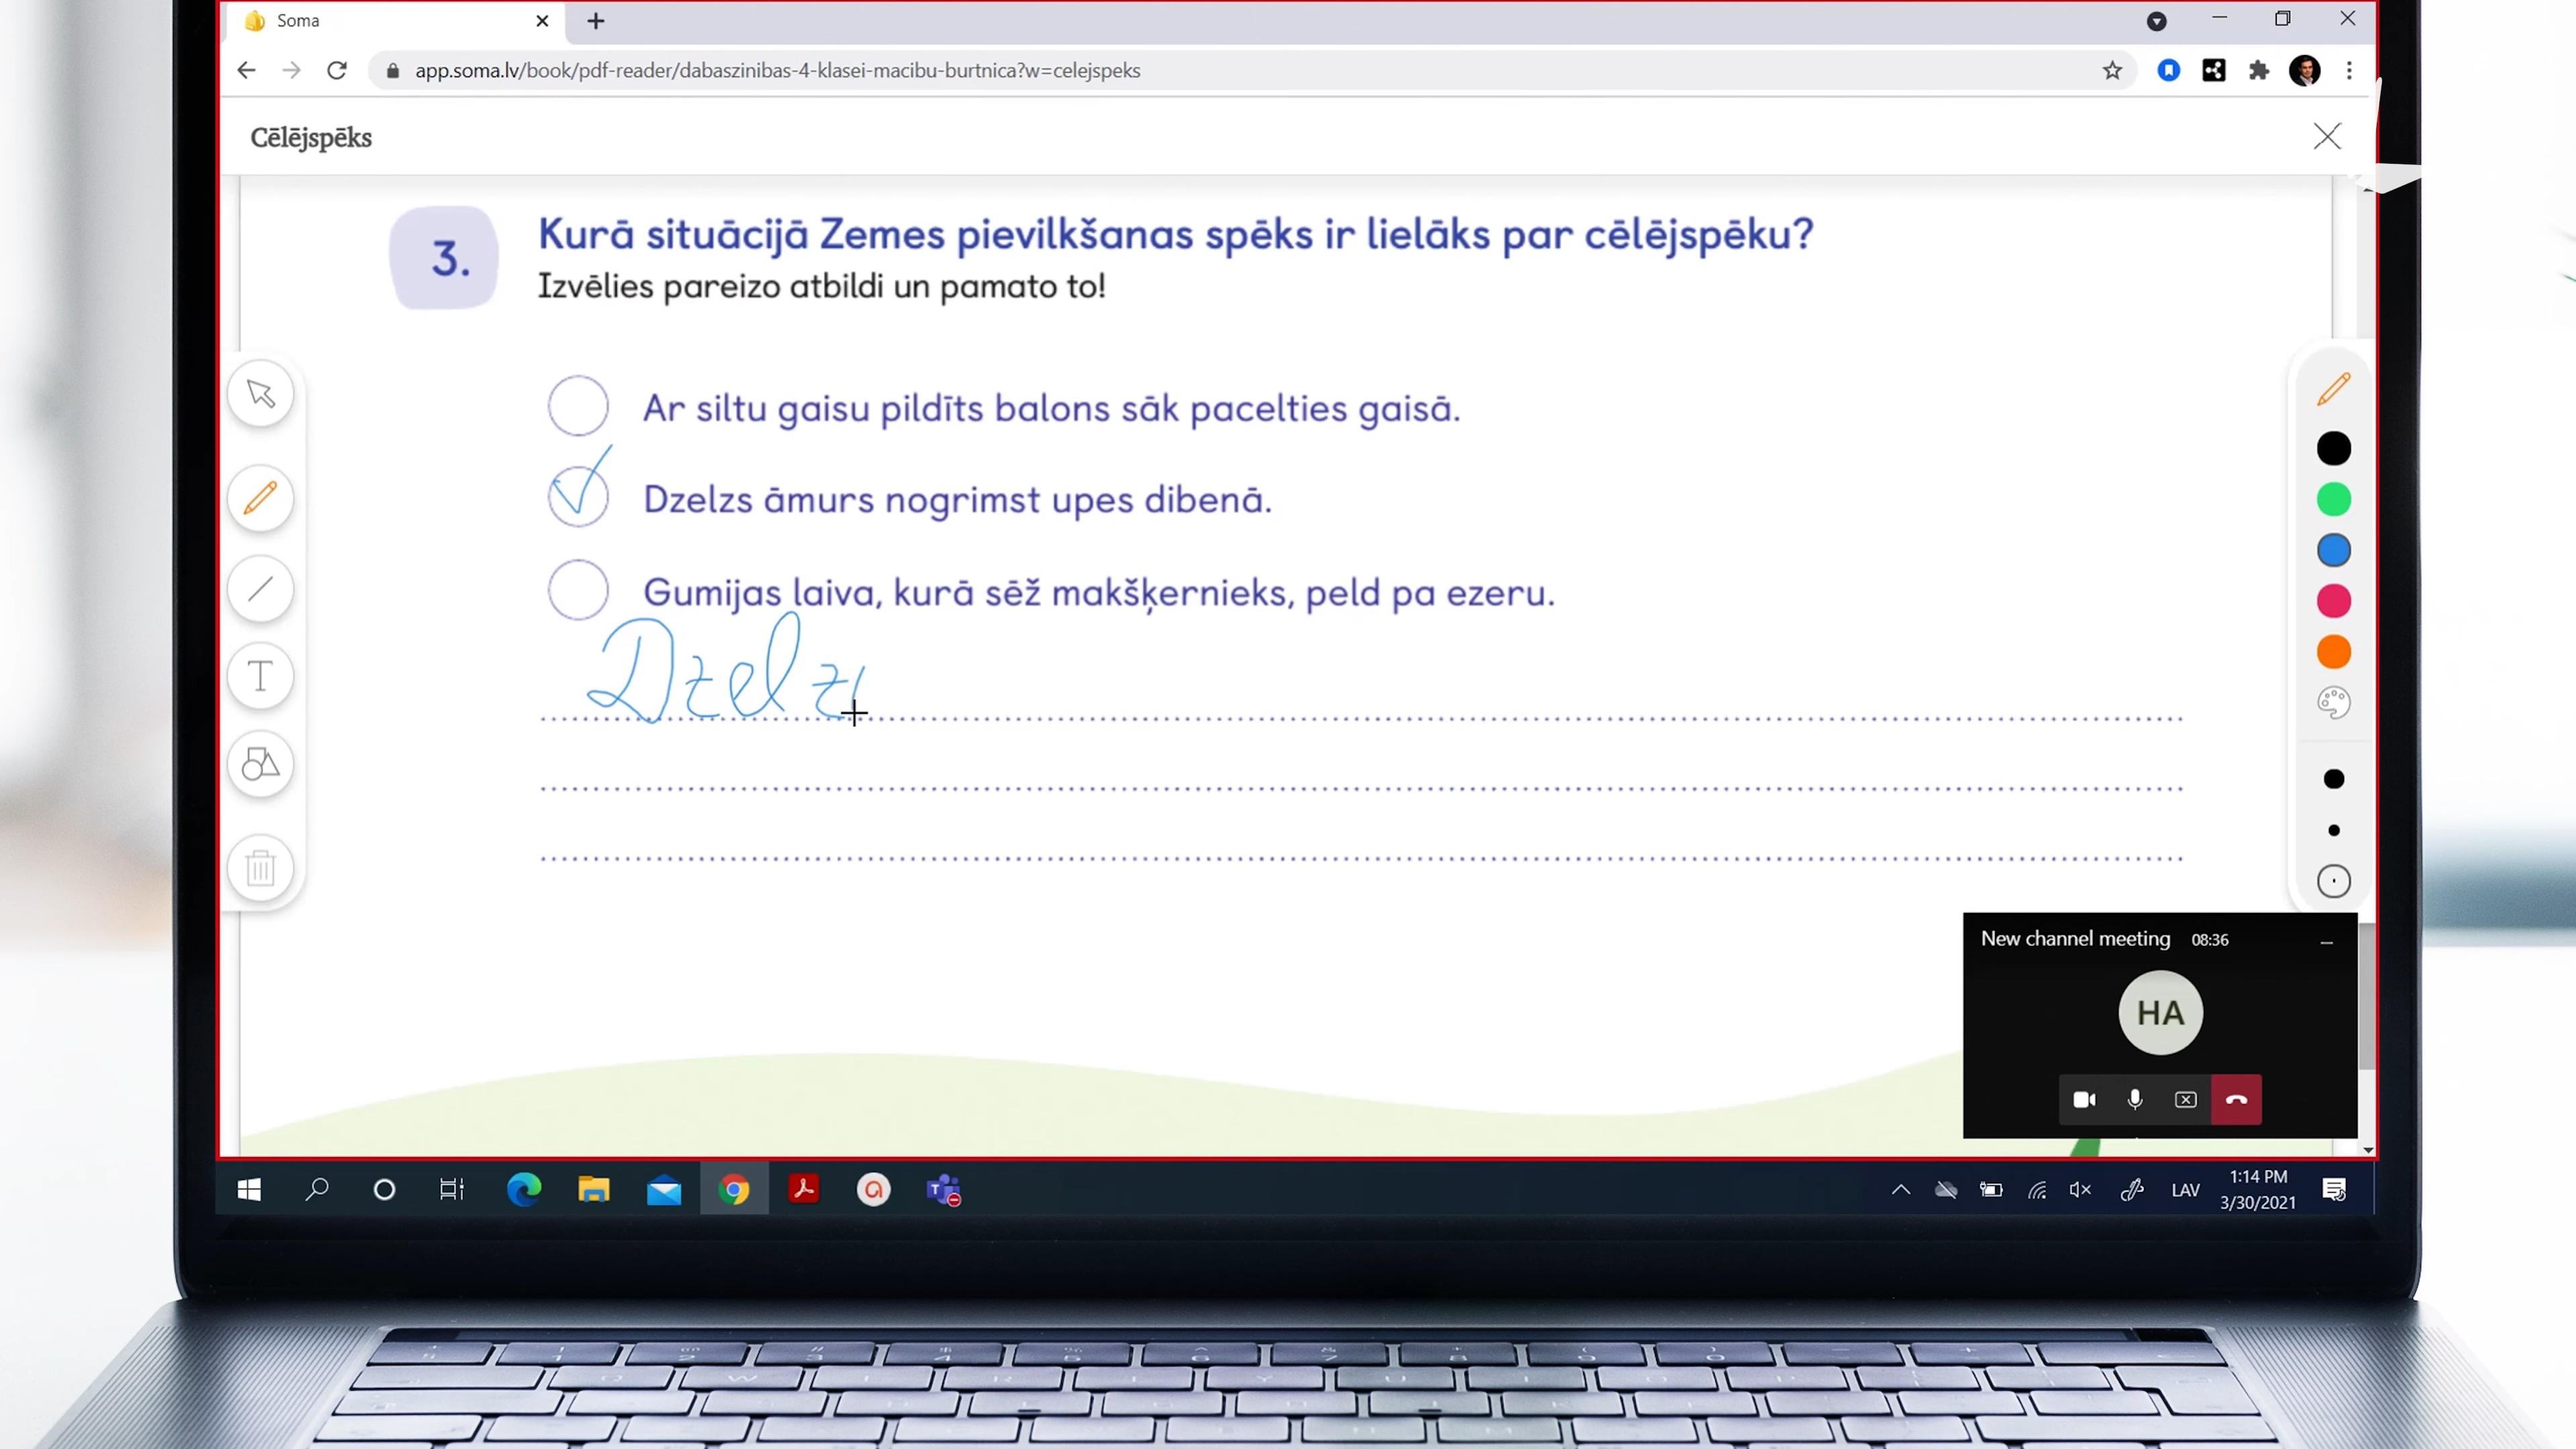 Soma
app.soma.lv/book/pdf-reader/dabaszinibas-4-klasei-macibu-burtnica?w=celejspeks
Cēlējspēks
3.
Kurā situācijā Zemes pievilkšanas spēks ir lielāks par cēlējspēku?
Izvēlies pareizo atbildi un pamato to!
Ar siltu gaisu pildīts balons sāk pacelties gaisā.
Dzelzs āmurs nogrimst upes dibenā.
Gumijas laiva, kurā sēž makšķernieks, peld pa ezeru.
Dzelz
T
New channel meeting 08:36
HA
LAV
1:14 PM
3/30/2021